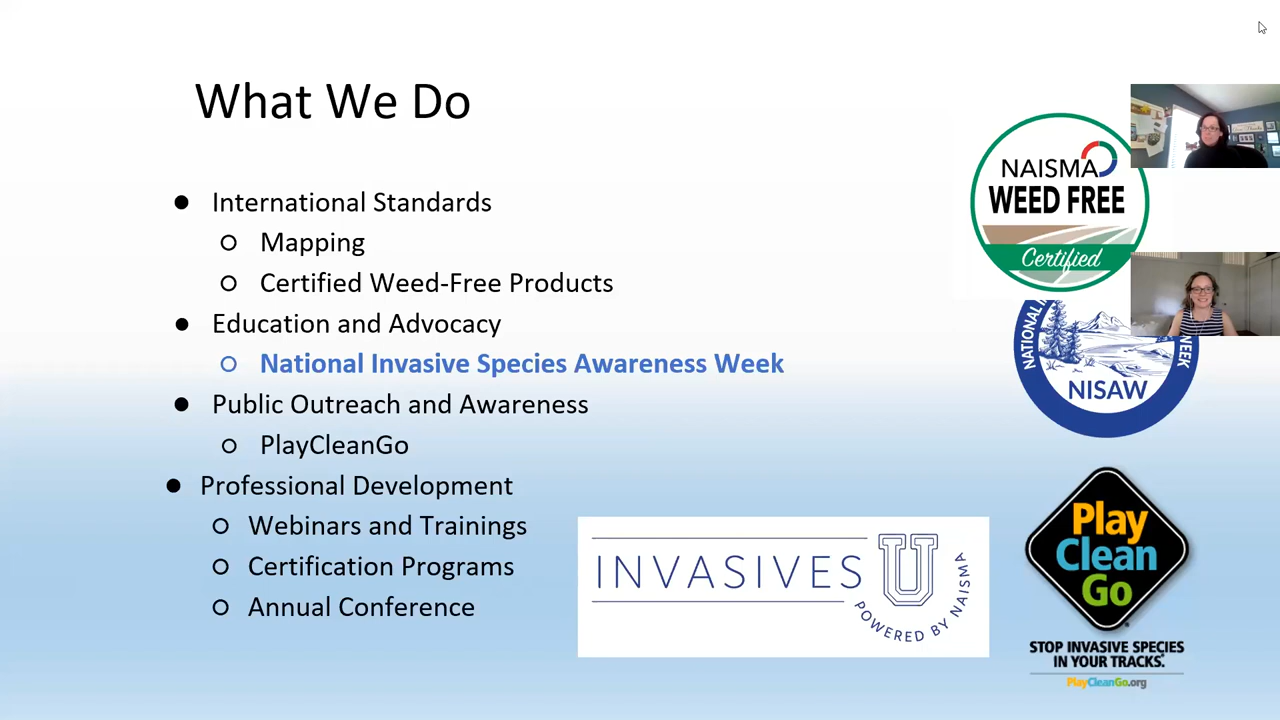 What We Do
International Standards
Mapping
Certified Weed-Free Products
Education and Advocacy
National Invasive Species Awareness Week
Public Outreach and Awareness
PlayCleanGo
Professional Development
Webinars and Trainings
Certification Programs
Annual Conference
NAISMA
WEED FREE
Certified
NATIONAL
NISAW
INVASIVES U
POWERED BY NAISMA
Play
Clean
Go
STOP INVASIVE SPECIES
IN YOUR TRACKS.
PlayCleanGo.org